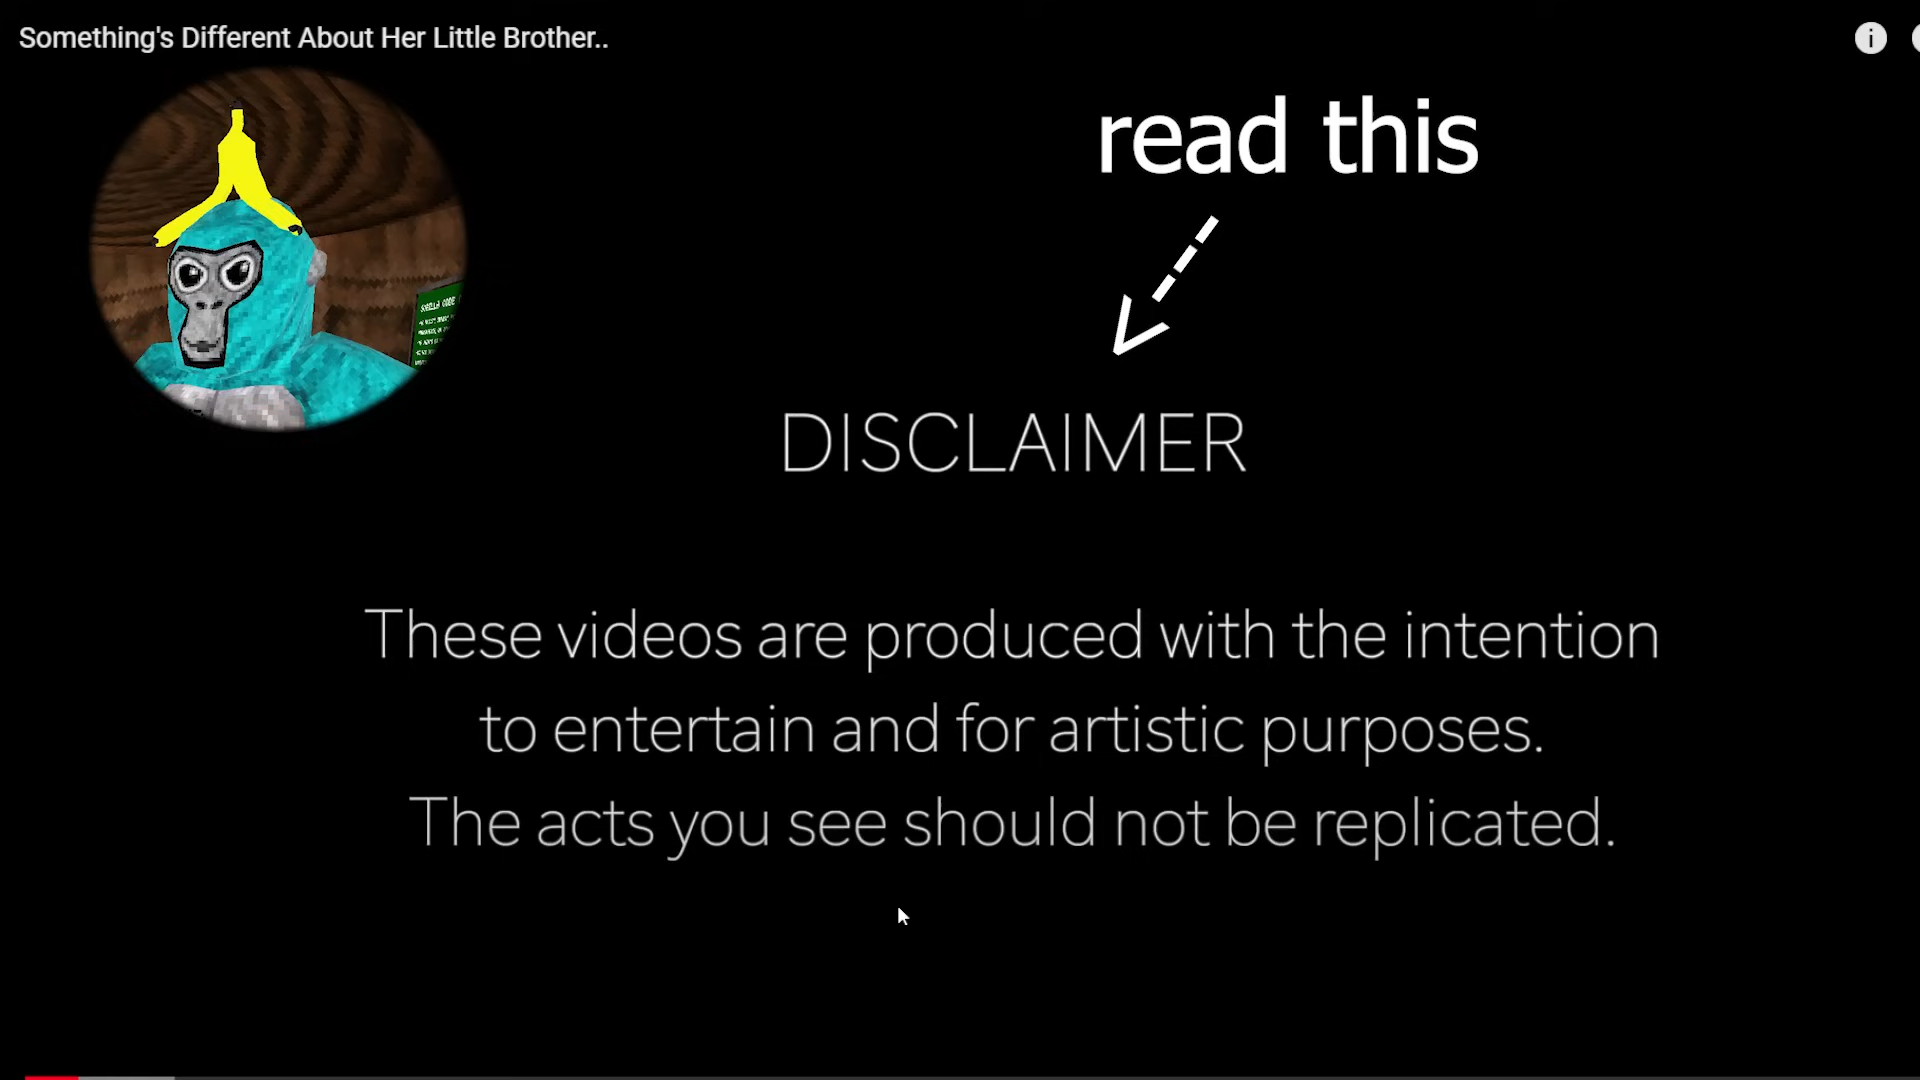 Something's Different About Her Little Brother..
read this
DISCLAIMER
These videos are produced with the intention
to entertain and for artistic purposes.
The acts you see should not be replicated.